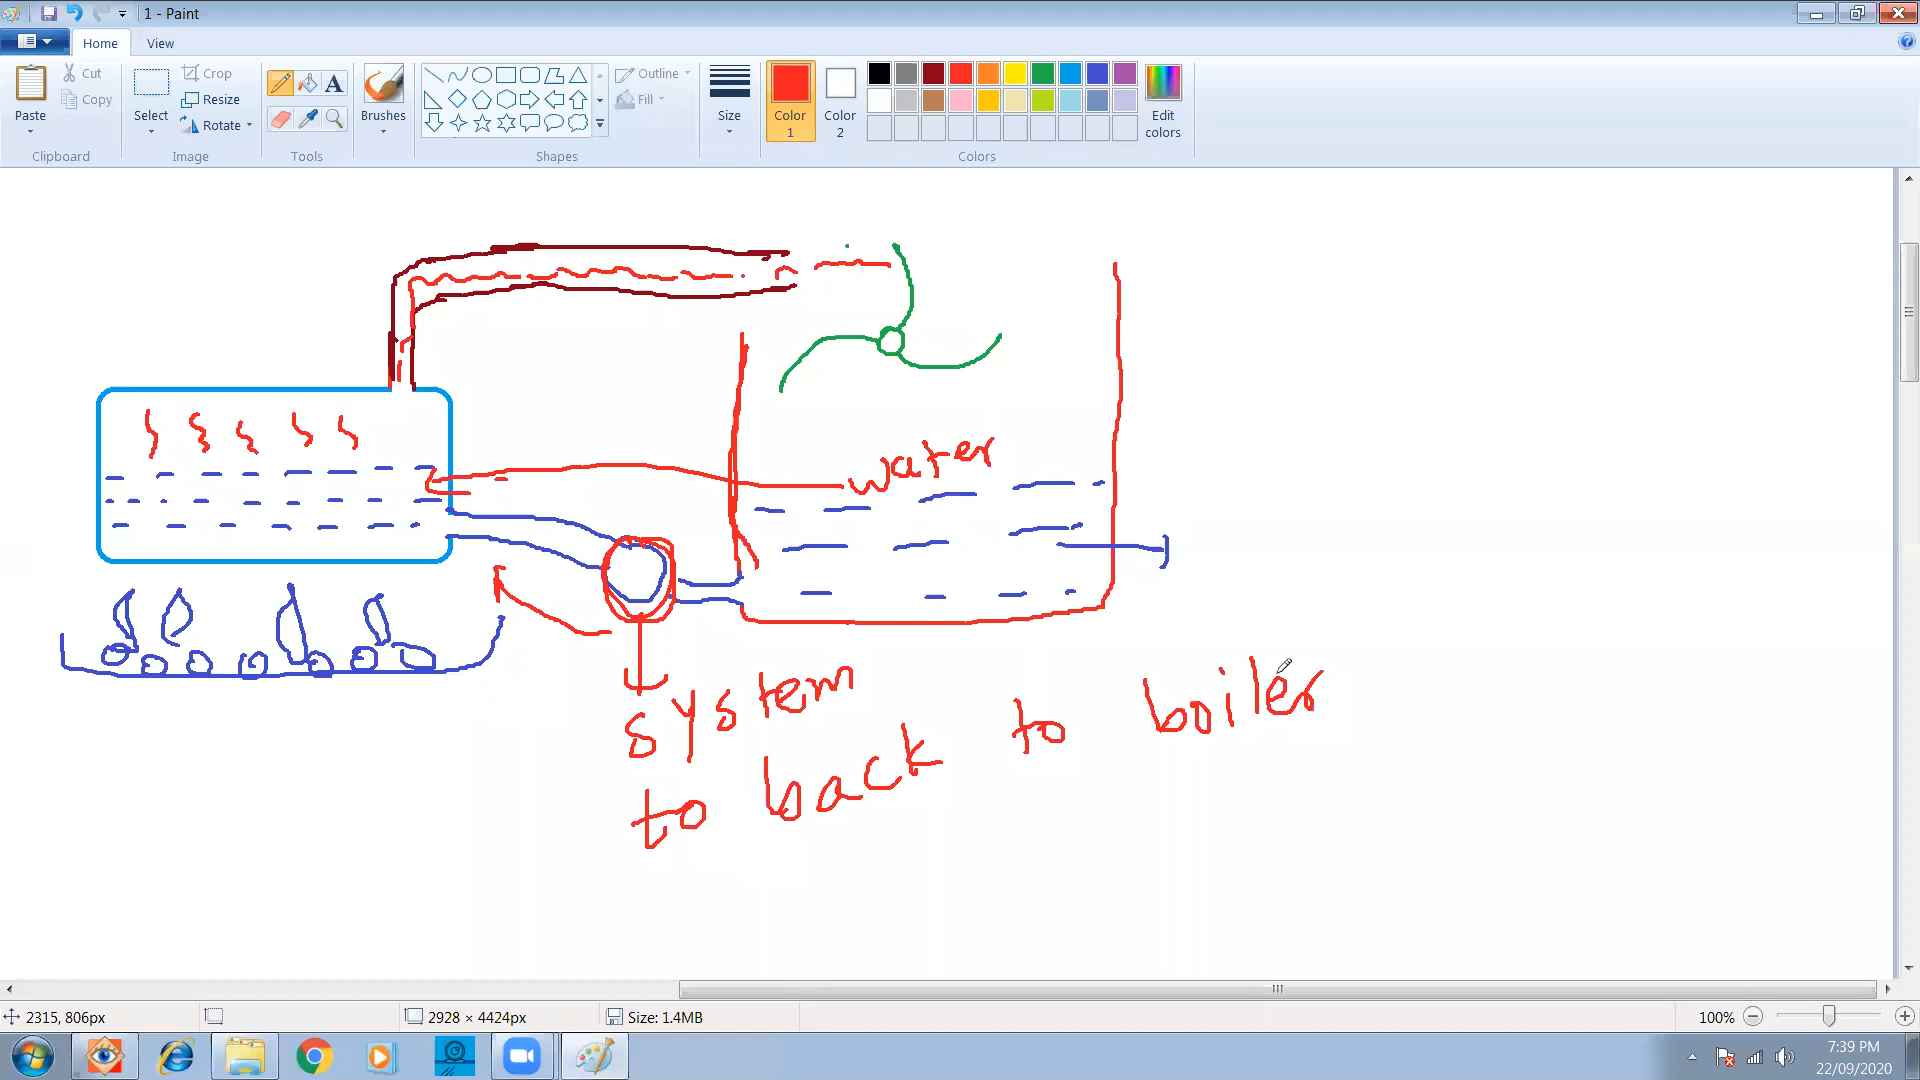 1 - Paint
Home View
Paste
Cut
Copy
Clipboard
Select
Crop
Resize
Rotate
Image
A
Tools
Brushes
Shapes
Outline
Fill
Size
Color
1
Color
2
Colors
Edit
colors
water
system
to back to boiler
2315, 806px
2928 × 4424px
Size: 1.4MB
100%
7:39 PM
22/09/2020